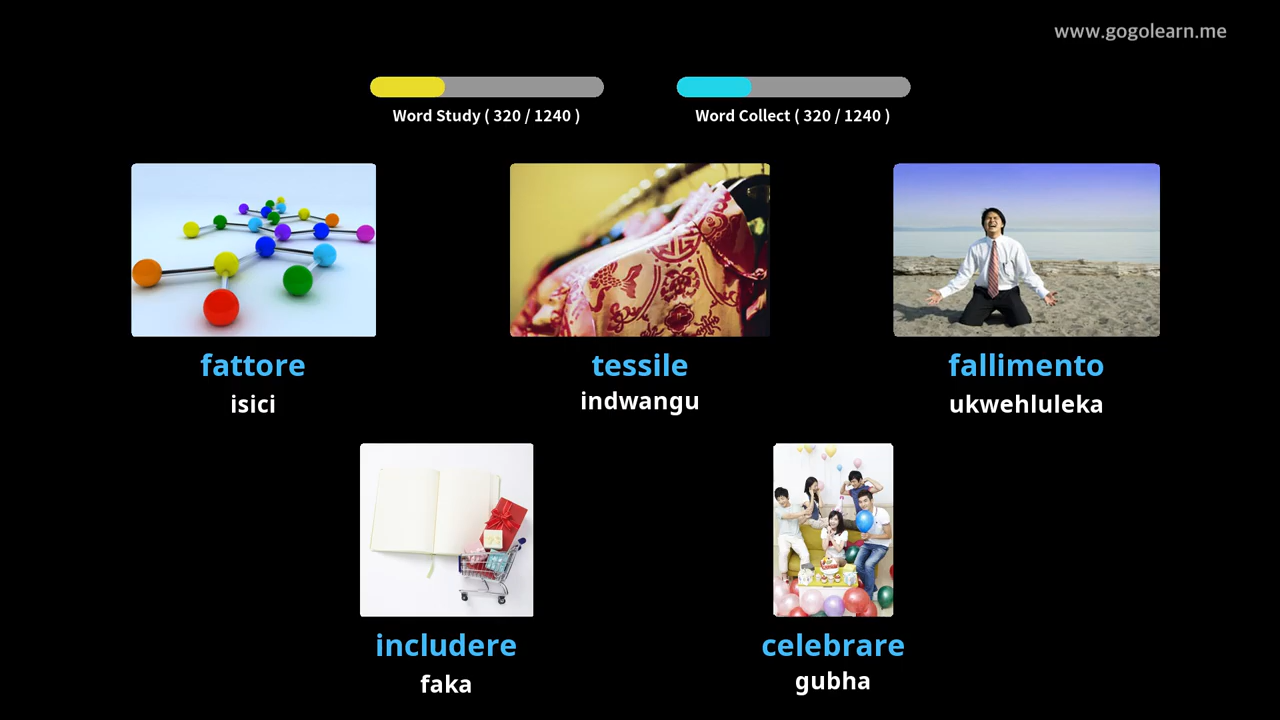 www.gogolearn.me
Word Study ( 320 / 1240 )
Word Collect ( 320 / 1240 )
fattore
isici
tessile
indwangu
fallimento
ukwehluleka
includere
faka
celebrare
gubha